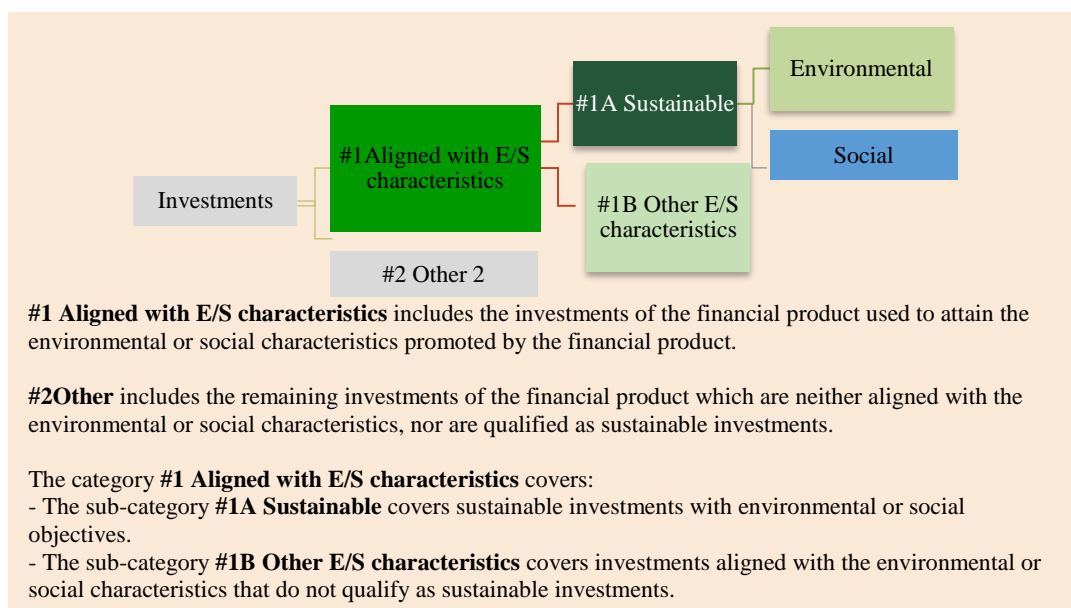 Environmental
#1A Sustainable
#1Aligned with E/S
characteristics
Social
Investments
#1B Other E/S
characteristics
#2 Other 2
#1 Aligned with E/S characteristics includes the investments of the financial product used to attain the
environmental or social characteristics promoted by the financial product.
#2Other includes the remaining investments of the financial product which are neither aligned with the
environmental or social characteristics, nor are qualified as sustainable investments.
The category #1 Aligned with E/S characteristics covers:
- The sub-category #1A Sustainable covers sustainable investments with environmental or social
objectives.
- The sub-category #1B Other E/S characteristics covers investments aligned with the environmental or
social characteristics that do not qualify as sustainable investments.